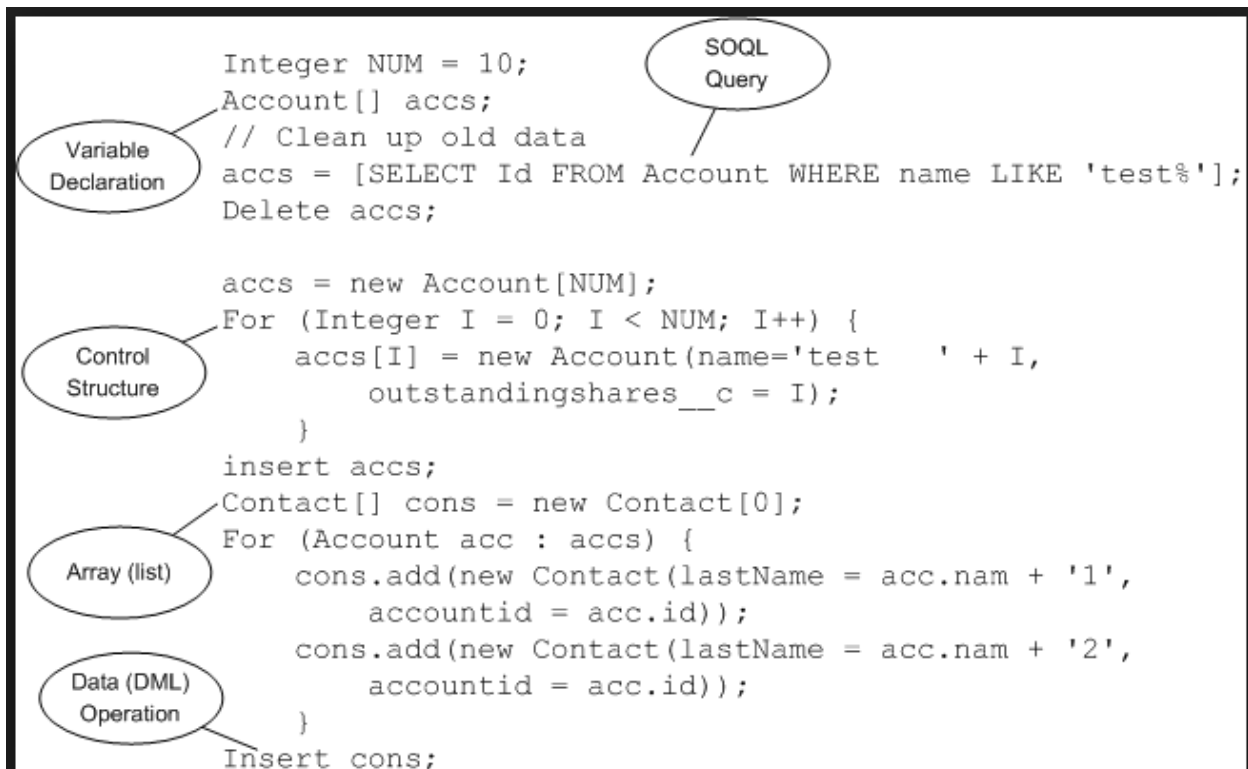 SOQL
Query
Variable
Declaration
Control
Structure
Array (list)
Data (DML)
Operation
Integer NUM = 10;
Account[] accs;
// Clean up old data
accs = [SELECT Id FROM Account WHERE name LIKE 'test%'];
Delete accs;
accs = new Account[NUM];
For (Integer I = 0; I < NUM; I++) {
    accs[I] = new Account(name='test   ' + I,
        outstandingshares__c = I);
    }
insert accs;
Contact[] cons = new Contact[0];
For (Account acc : accs) {
    cons.add(new Contact(lastName = acc.nam + '1',
        accountid = acc.id));
    cons.add(new Contact(lastName = acc.nam + '2',
        accountid = acc.id));
    }
Insert cons;